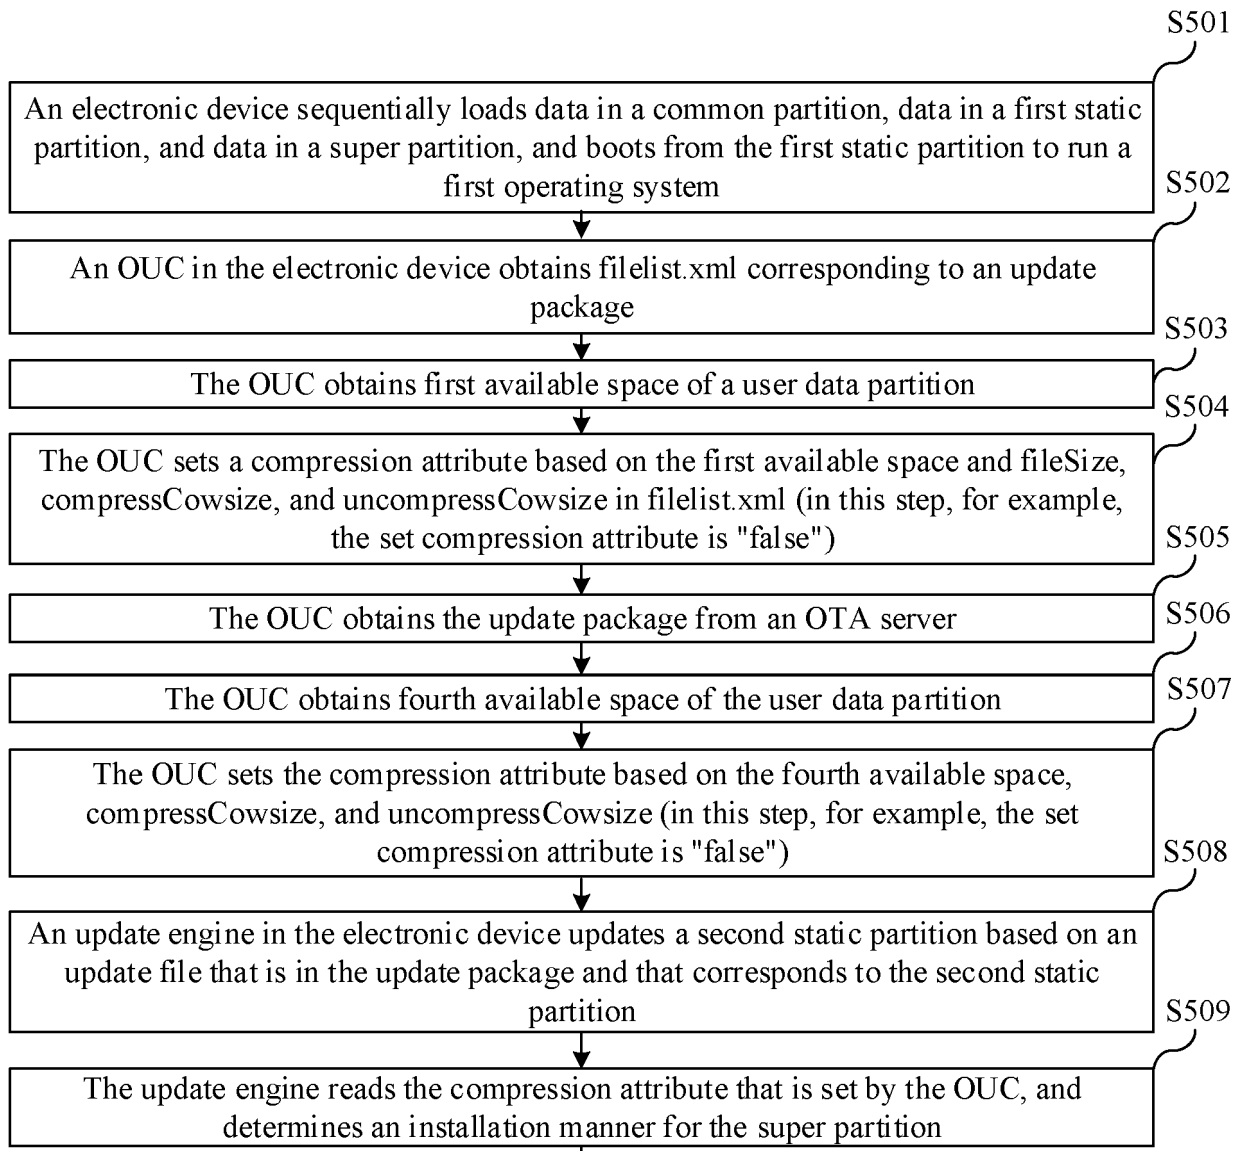 S501
An electronic device sequentially loads data in a common partition, data in a first static
partition, and data in a super partition, and boots from the first static partition to run a
first operating system
S502
An OUC in the electronic device obtains filelist.xml corresponding to an update
package
S503
The OUC obtains first available space of a user data partition
S504
The OUC sets a compression attribute based on the first available space and fileSize,
compressCowsize, and uncompressCowsize in filelist.xml (in this step, for example,
the set compression attribute is "false")
S505
The OUC obtains the update package from an OTA server
S506
The OUC obtains fourth available space of the user data partition
S507
The OUC sets the compression attribute based on the fourth available space,
compressCowsize, and uncompressCowsize (in this step, for example, the set
compression attribute is "false")
S508
An update engine in the electronic device updates a second static partition based on an
update file that is in the update package and that corresponds to the second static
partition
S509
The update engine reads the compression attribute that is set by the OUC, and
determines an installation manner for the super partition